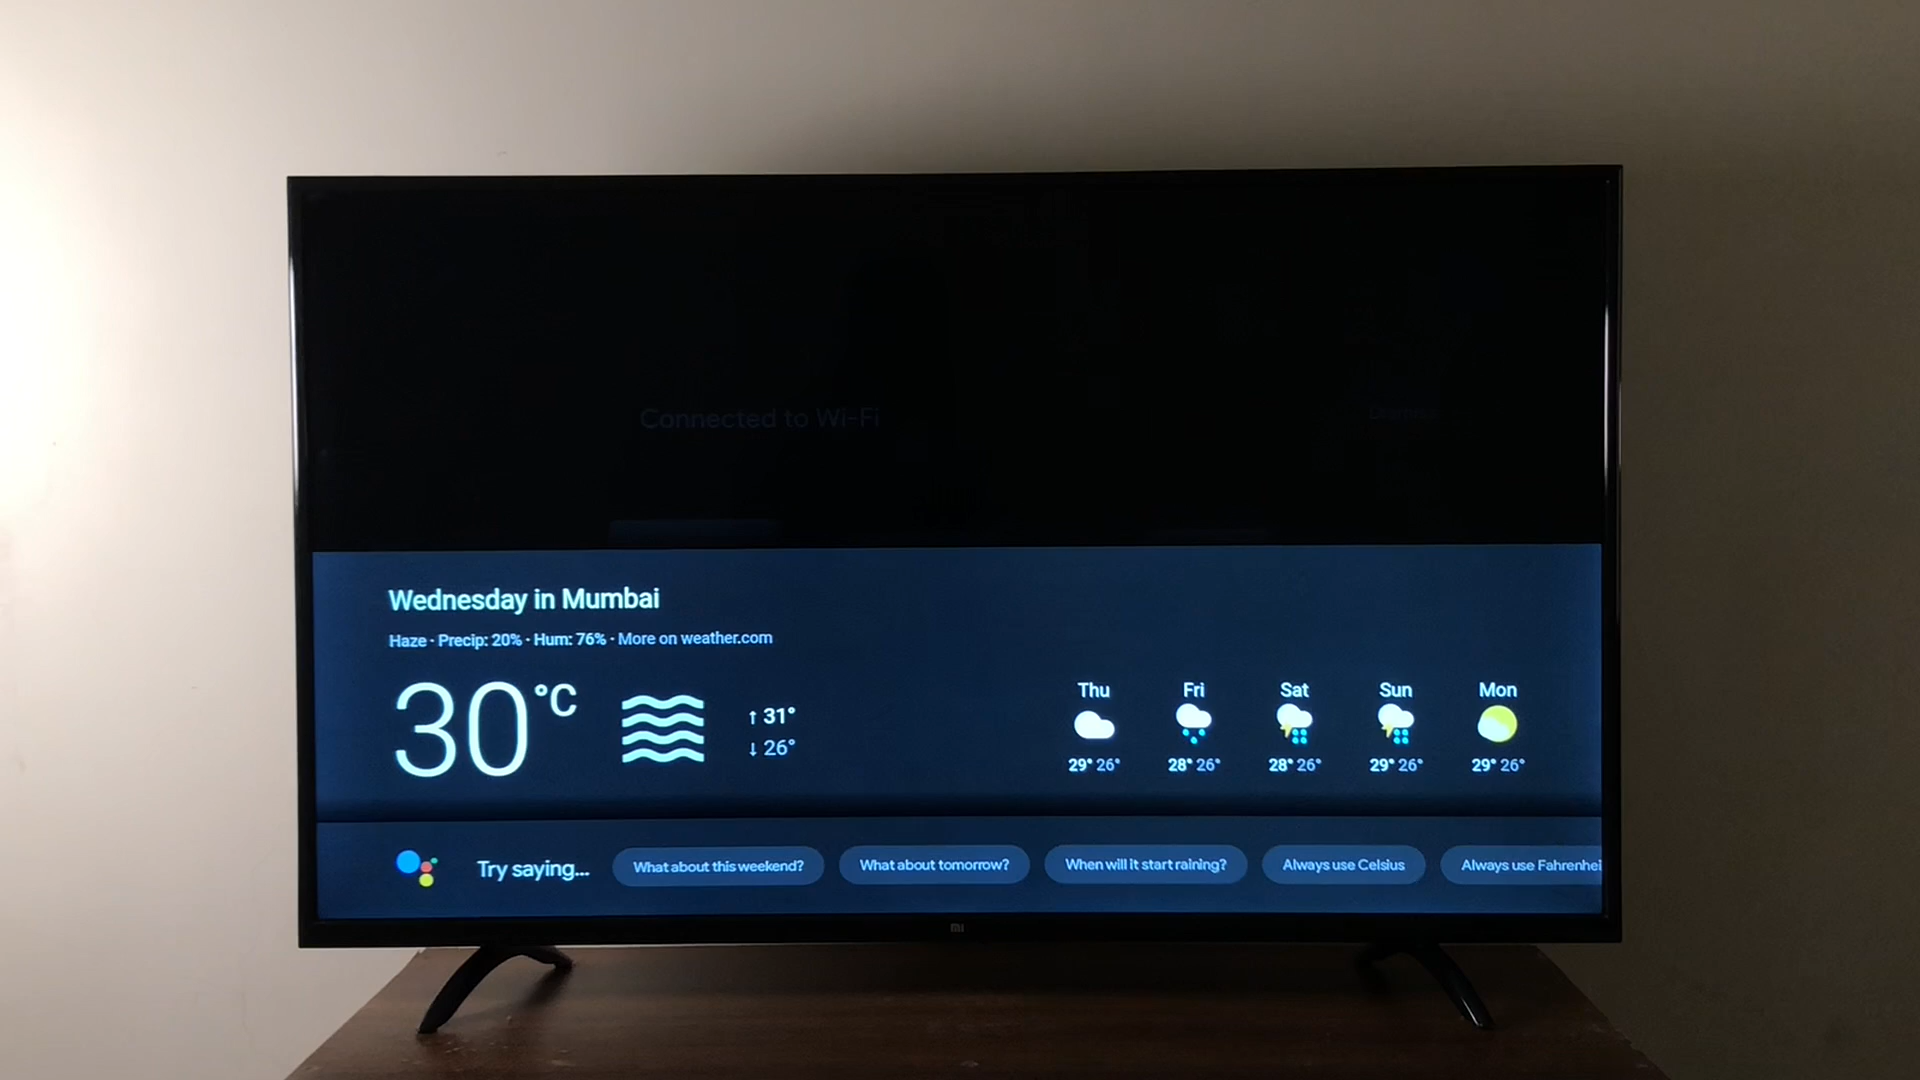 Connected to Wi-Fi
Wednesday in Mumbai
Haze · Precip: 20% · Hum: 76% · More on weather.com
30°C
↑ 31°
↓ 26°
Thu Fri Sat Sun Mon
29° 26° 28° 26° 28° 26° 29° 26° 29° 26°
Try saying... What about this weekend? What about tomorrow? When will it start raining? Always use Celsius Always use Fahrenhei
mi